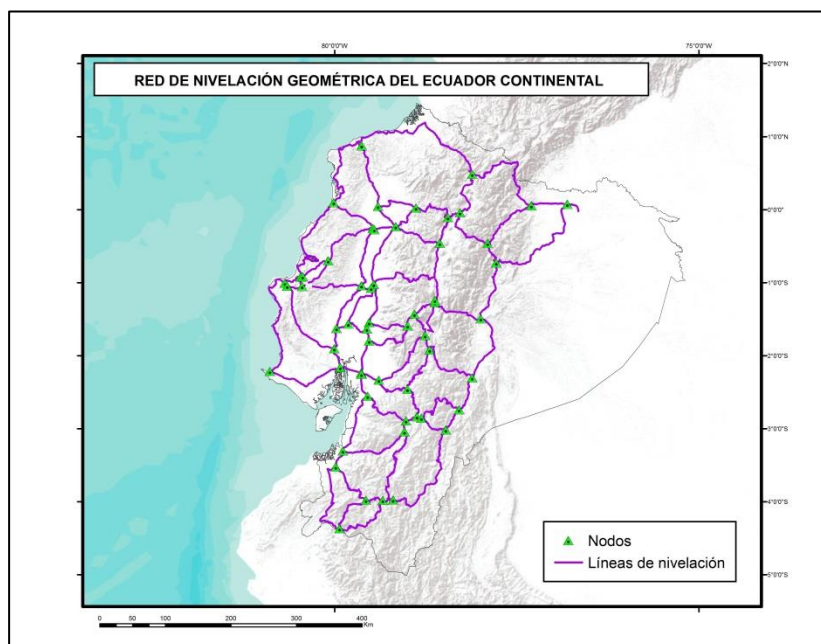 80°0'0"W 75°0'0"W
RED DE NIVELACIÓN GEOMÉTRICA DEL ECUADOR CONTINENTAL
2°0'0"N
1°0'0"N
0°0'0"
1°0'0"S
2°0'0"S
3°0'0"S
4°0'0"S
5°0'0"S
Nodos
Líneas de nivelación
0 50 100 200 300 400
Km